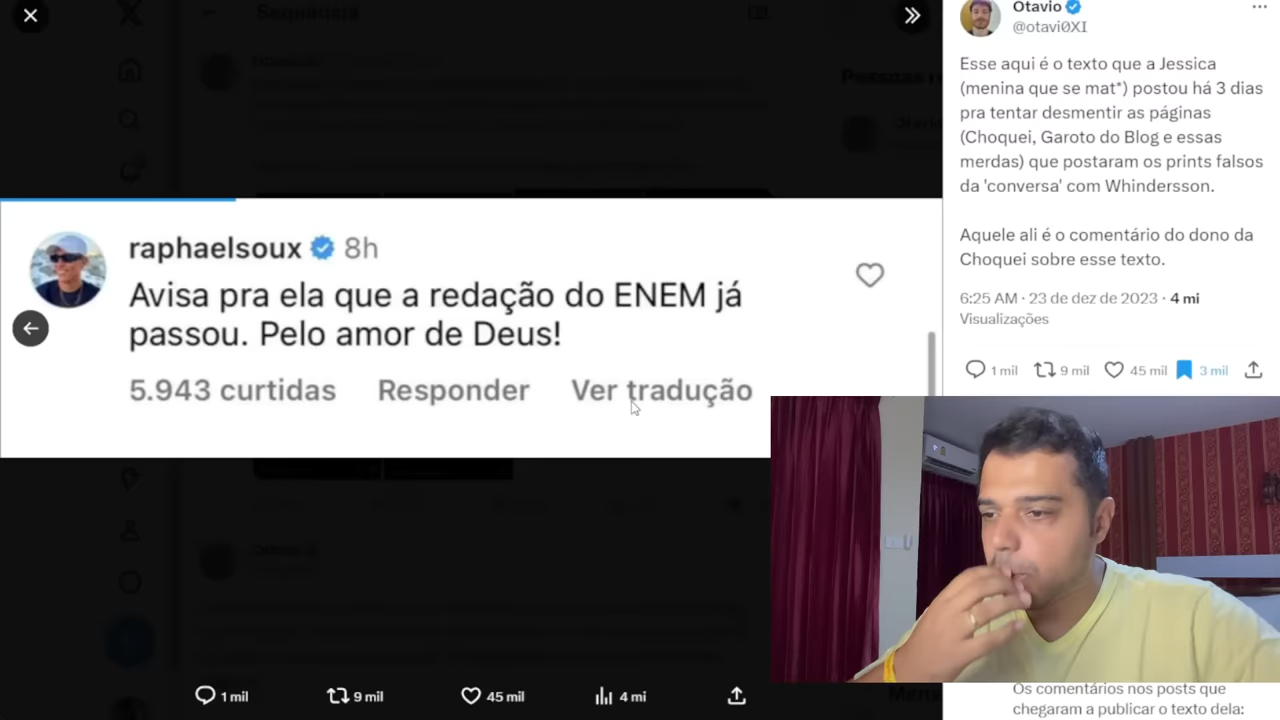 raphaelsoux 8h
Avisa pra ela que a redação do ENEM já
passou. Pelo amor de Deus!
5.943 curtidas Responder Ver tradução
1 mil 9 mil 45 mil 4 mi
Otavio
@otavi0XI
Esse aqui é o texto que a Jessica
(menina que se mat*) postou há 3 dias
pra tentar desmentir as páginas
(Choquei, Garoto do Blog e essas
merdas) que postaram os prints falsos
da 'conversa' com Whindersson.
Aquele ali é o comentário do dono da
Choquei sobre esse texto.
6:25 AM · 23 de dez de 2023 · 4 mi
Visualizações
1 mil 9 mil 45 mil 3 mil
Os comentários nos posts que
chegaram a publicar o texto dela: